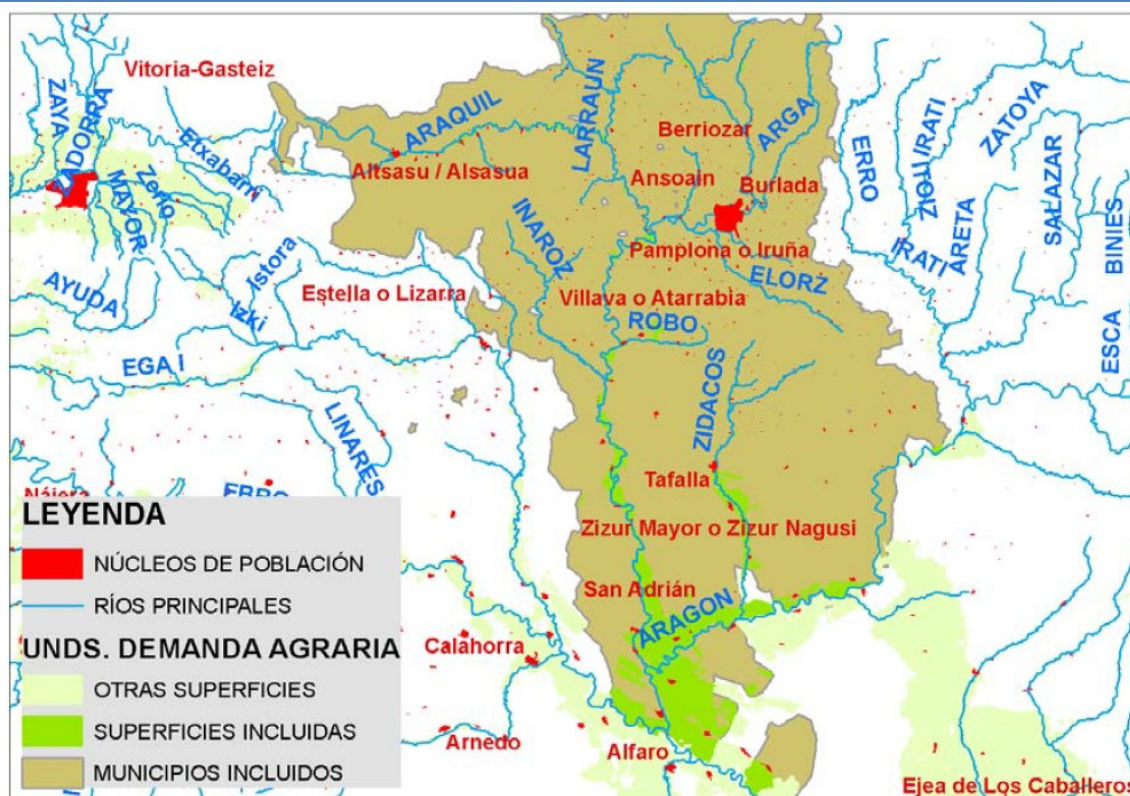 Vitoria-Gasteiz
ZAYA
ZADORRA
ARAQUIL
LARRAUN
Berriozar
ARGA
ERRO
IRATI
ZATOYA
Etxabarri
Zerio
MAYOR
Altsasu / Alsasua
Ansoain
Burlada
SALAZAR
BINIES
ARETA
IRATI
Pamplona o Iruña
INAROZ
ELORZ
Istora
Estella o Lizarra
Villava o Atarrabia
AYUDA
Izki
ROBO
ESCA
EGA I
ZIDACOS
LINARES
Tafalla
Nájera
EBRO
Zizur Mayor o Zizur Nagusi
San Adrián
ARAGON
Calahorra
Arnedo
Alfaro
Ejea de Los Caballeros
LEYENDA
NÚCLEOS DE POBLACIÓN
RÍOS PRINCIPALES
UNDS. DEMANDA AGRARIA
OTRAS SUPERFICIES
SUPERFICIES INCLUIDAS
MUNICIPIOS INCLUIDOS